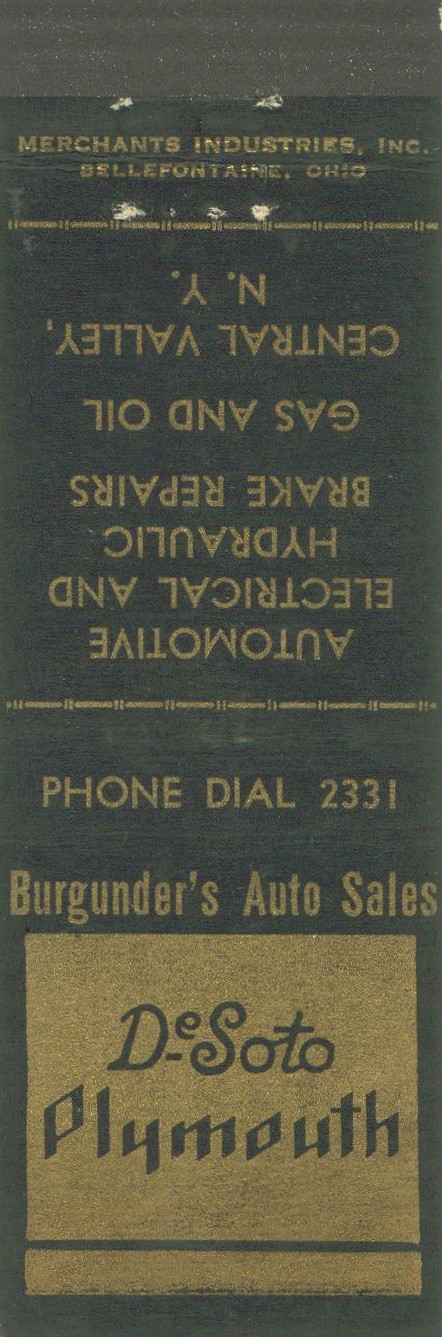 MERCHANTS INDUSTRIES, INC.
BELLEFONTAINE, OHIO
AUTOMOTIVE
ELECTRICAL AND
HYDRAULIC
BRAKE REPAIRS
GAS AND OIL
CENTRAL VALLEY,
N. Y.
PHONE DIAL 2331
Burgunder's Auto Sales
DeSoto
Plymouth